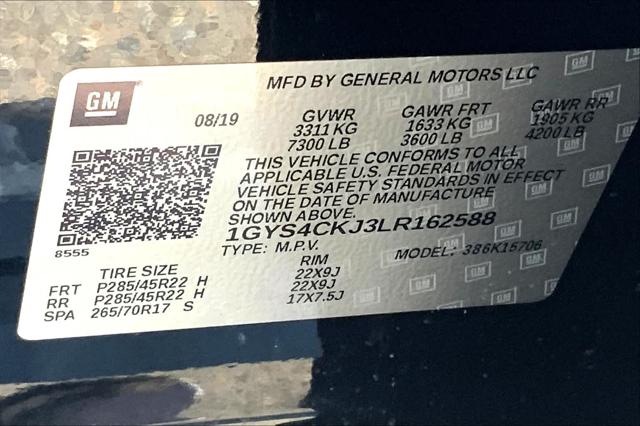 MFD BY GENERAL MOTORS LLC
GM
08/19
GVWR GAWR FRT GAWR RR
3311 KG 1633 KG 1905 KG
7300 LB 3600 LB 4200 LB
THIS VEHICLE CONFORMS TO ALL
APPLICABLE U.S. FEDERAL MOTOR
VEHICLE SAFETY STANDARDS IN EFFECT
ON THE DATE OF MANUFACTURE
SHOWN ABOVE.
1GYS4CKJ3LR162588
8555
TYPE: M.P.V. MODEL: 386K15706
TIRE SIZE RIM
FRT P285/45R22 H 22X9J
RR P285/45R22 H 22X9J
SPA 265/70R17 S 17X7.5J